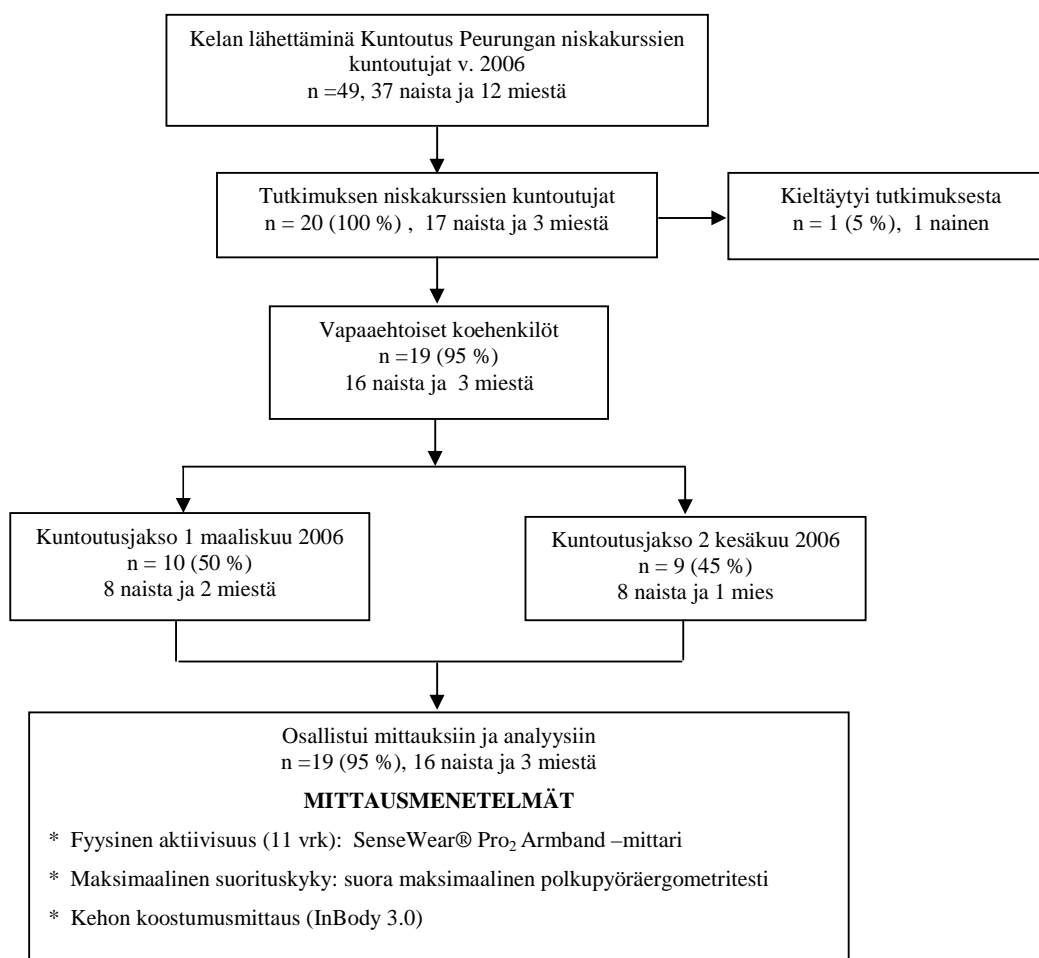 Kelan lähettäminä Kuntoutus Peurungan niskakurssien
kuntoutujat v. 2006
n =49, 37 naista ja 12 miestä
Tutkimuksen niskakurssien kuntoutujat
n = 20 (100 %) , 17 naista ja 3 miestä
Kieltäytyi tutkimuksesta
n = 1 (5 %), 1 nainen
Vapaaehtoiset koehenkilöt
n =19 (95 %)
16 naista ja 3 miestä
Kuntoutusjakso 1 maaliskuu 2006
n = 10 (50 %)
8 naista ja 2 miestä
Kuntoutusjakso 2 kesäkuu 2006
n = 9 (45 %)
8 naista ja 1 mies
Osallistui mittauksiin ja analyysiin
n =19 (95 %), 16 naista ja 3 miestä
MITTAUSMENETELMÄT
* Fyysinen aktiivisuus (11 vrk): SenseWear® Pro₂ Armband –mittari
* Maksimaalinen suorituskyky: suora maksimaalinen polkupyöräergometritesti
* Kehon koostumusmittaus (InBody 3.0)